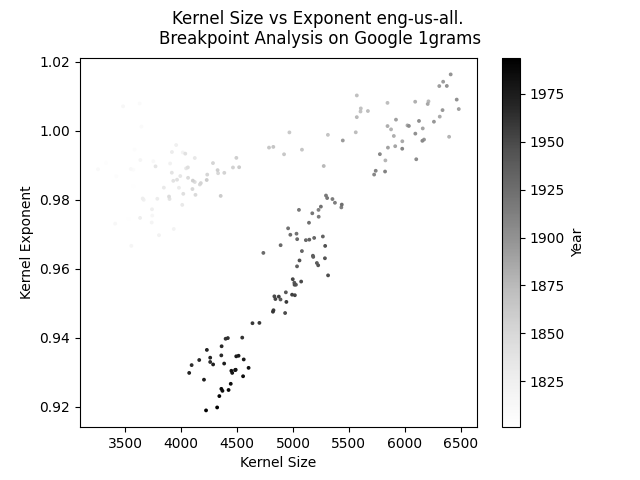 Kernel Size vs Exponent eng-us-all.
Breakpoint Analysis on Google 1grams
1.02
1.00
0.98
0.96
0.94
0.92
Kernel Exponent
3500 4000 4500 5000 5500 6000 6500
Kernel Size
1975
1950
1925
1900
1875
1850
1825
Year